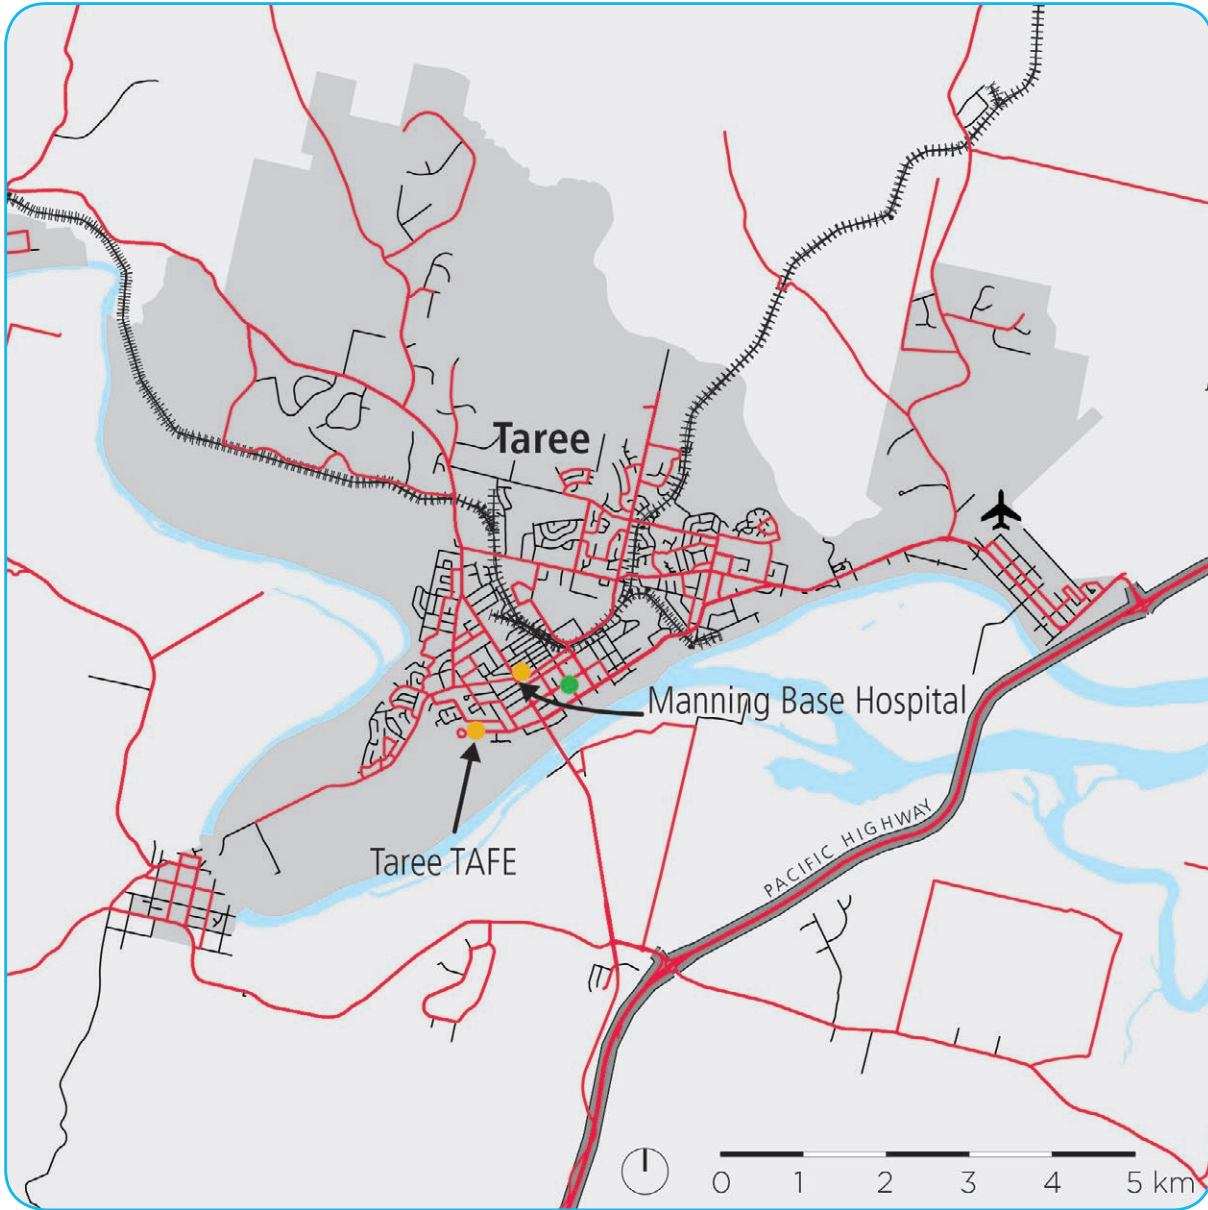 Taree
Manning Base Hospital
Taree TAFE
PACIFIC HIGHWAY
0 1 2 3 4 5 km